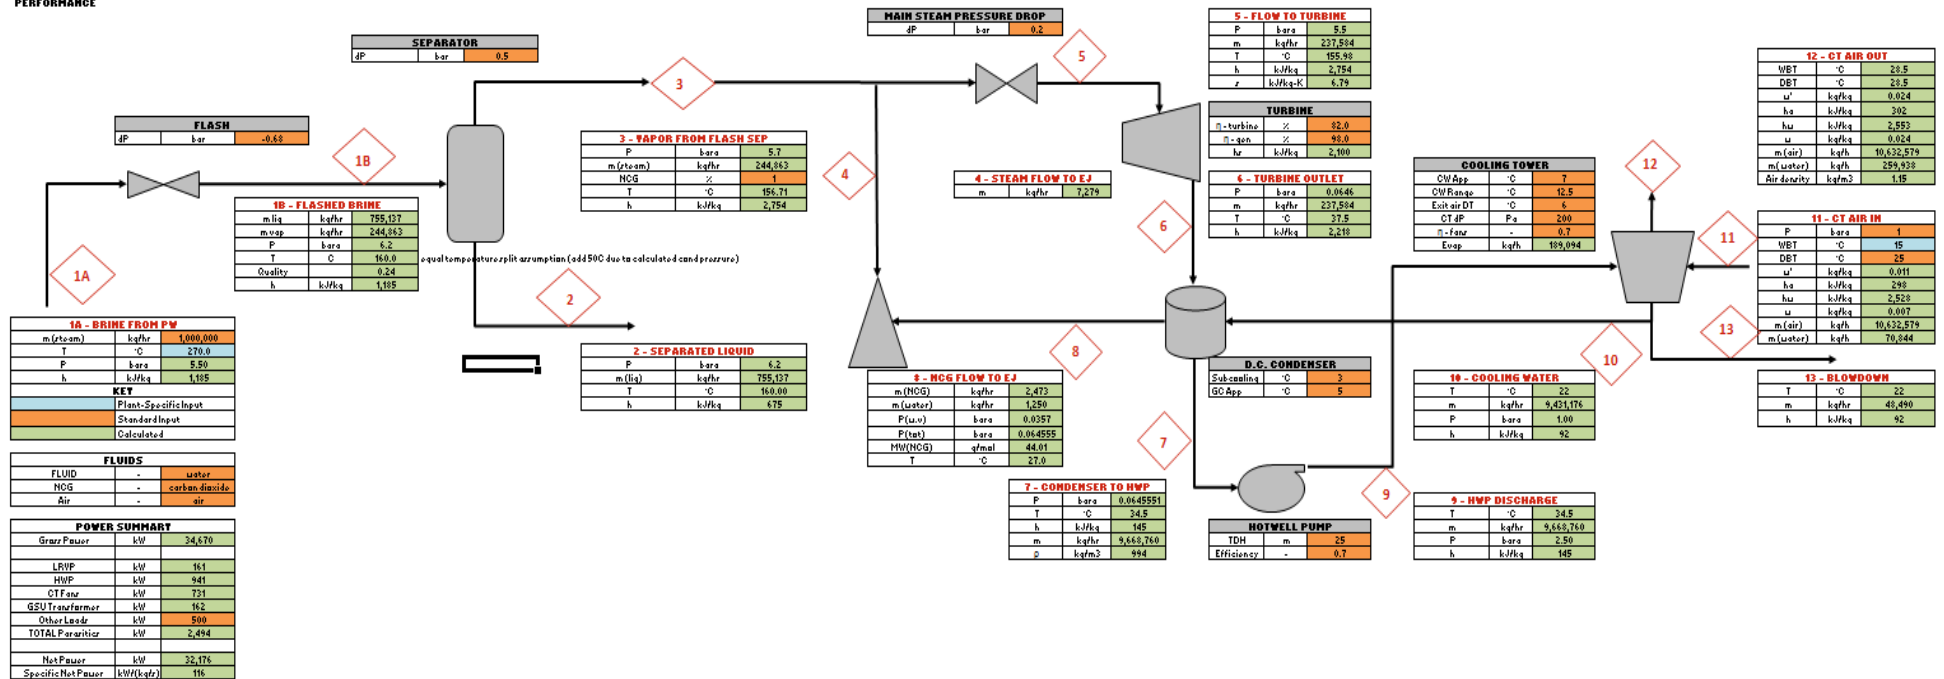 PERFORMANCE
SEPARATOR
dP bar 0.5
MAIN STEAM PRESSURE DROP
dP bar 0.2
5 - FLOW TO TURBINE
P bara 5.5
m kg/hr 237,584
T °C 155.98
h kJ/kg 2,754
s kJ/kg-K 6.79
12 - CT AIR OUT
WBT °C 28.5
DBT °C 28.5
ω' kg/kg 0.024
ha kJ/kg 302
hω kJ/kg 2,553
ω kg/kg 0.024
m(air) kg/h 10,632,579
m(water) kg/h 259,938
Air density kg/m3 1.15
FLASH
dP bar -0.68
1B
3
5
TURBINE
η - turbine % 82.0
η - gen % 98.0
hs kJ/kg 2,100
3 - VAPOR FROM FLASH SEP
P bara 5.7
m(steam) kg/hr 244,863
NCG % 1
T °C 156.71
h kJ/kg 2,754
4
4 - STEAM FLOW TO EJ
m kg/hr 7,279
6 - TURBINE OUTLET
P bara 0.0646
m kg/hr 237,584
T °C 37.5
h kJ/kg 2,218
6
COOLING TOWER
CW App °C 7
CW Range °C 12.5
Exit air DT °C 6
CT dP Pa 200
η - fans - 0.7
Evap kg/h 189,094
12
11
11 - CT AIR IN
P bara 1
WBT °C 15
DBT °C 25
ω' kg/kg 0.011
ha kJ/kg 298
hω kJ/kg 2,528
ω kg/kg 0.007
m(air) kg/h 10,632,579
m(water) kg/h 70,844
1B - FLASHED BRINE
m liq kg/hr 755,137
m vap kg/hr 244,863
P bara 6.2
T C 160.0 equal temperature split assumption (add 50C due to calculated cond pressure)
Quality 0.24
h kJ/kg 1,185
1A
2
1A - BRINE FROM PW
m(steam) kg/hr 1,000,000
T °C 270.0
P bara 5.50
h kJ/kg 1,185
KEY
Plant-Specific Input
Standard Input
Calculated
2 - SEPARATED LIQUID
P bara 6.2
m(liq) kg/hr 755,137
T °C 160.00
h kJ/kg 675
8
8 - NCG FLOW TO EJ
m(NCG) kg/hr 2,473
m(water) kg/hr 1,250
P(w.v) bara 0.0357
P(tot) bara 0.064555
MW(NCG) g/mol 44.01
T °C 27.0
D.C. CONDENSER
Subcooling °C 3
GC App °C 5
10
13
10 - COOLING WATER
T °C 22
m kg/hr 9,431,176
P bara 1.00
h kJ/kg 92
13 - BLOWDOWN
T °C 22
m kg/hr 48,490
h kJ/kg 92
7
9
FLUIDS
FLUID - water
NCG - carbon dioxide
Air - air
7 - CONDENSER TO HWP
P bara 0.0645551
T °C 34.5
h kJ/kg 145
m kg/hr 9,668,760
ρ kg/m3 994
HOTWELL PUMP
TDH m 25
Efficiency - 0.7
9 - HWP DISCHARGE
T °C 34.5
m kg/hr 9,668,760
P bara 2.50
h kJ/kg 145
POWER SUMMARY
Gross Power kW 34,670
LRVP kW 161
HWP kW 941
CT Fans kW 731
GSU Transformer kW 162
Other Loads kW 500
TOTAL Parasitics kW 2,494
Net Power kW 32,176
Specific Net Power kW/(kg/s) 116